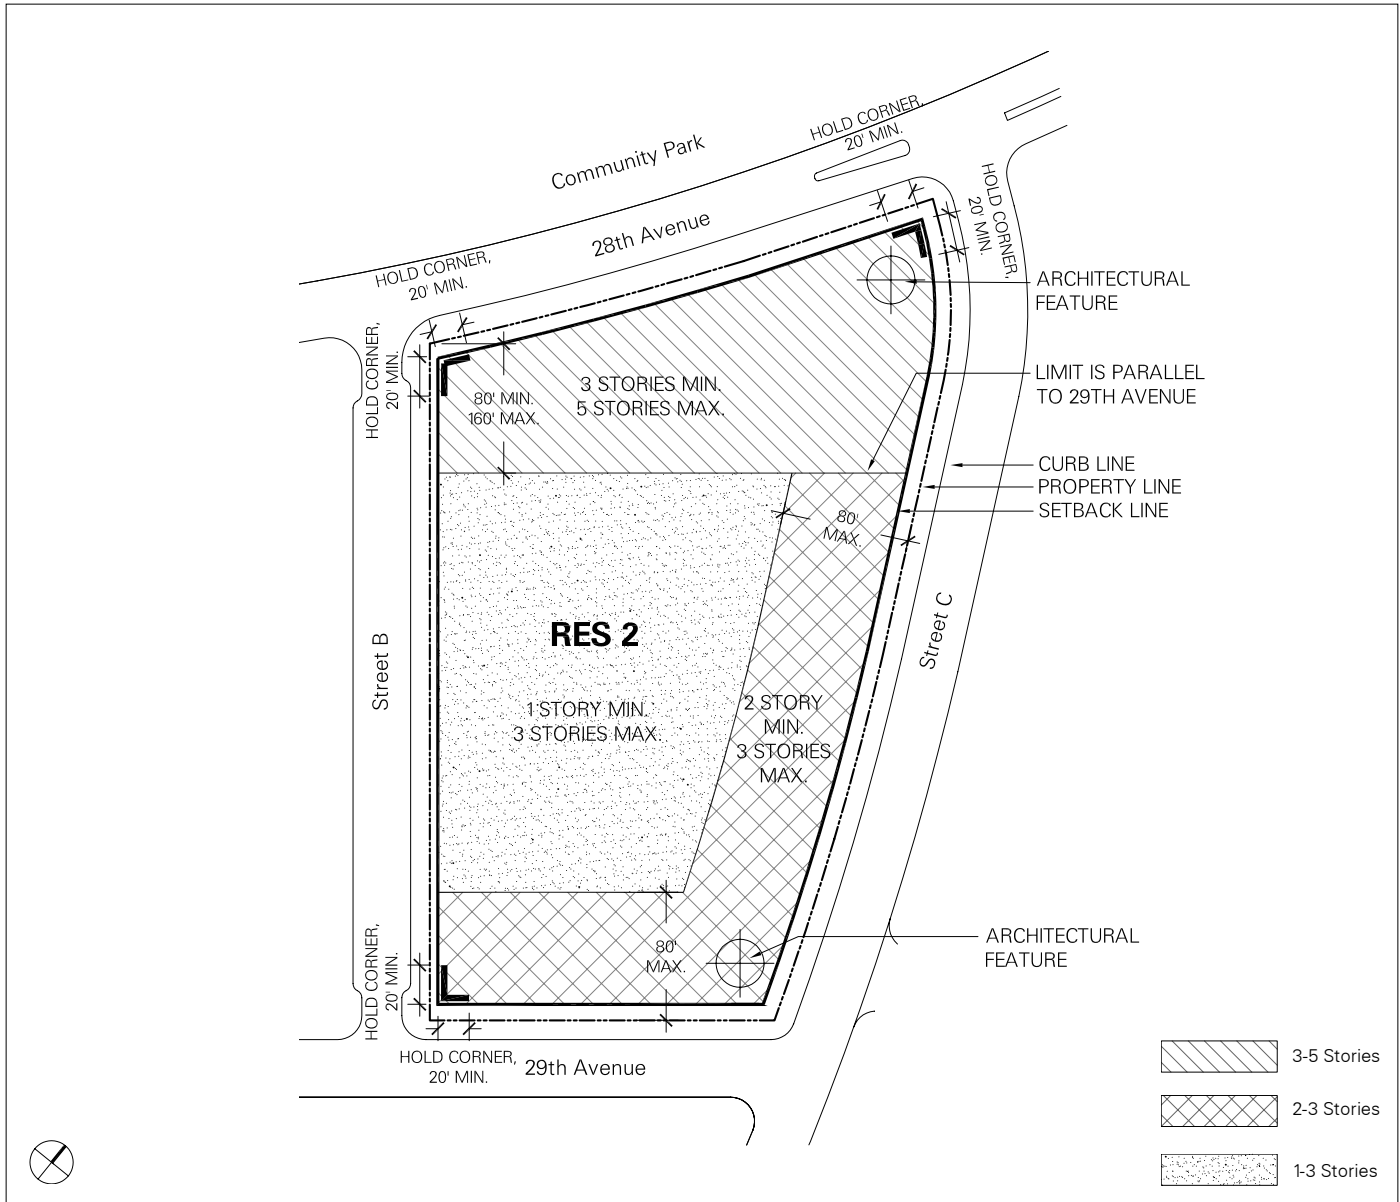 HOLD CORNER,
20' MIN.
Community Park
28th Avenue
HOLD CORNER,
20' MIN.
HOLD CORNER,
20' MIN.
ARCHITECTURAL
FEATURE
HOLD CORNER,
20' MIN.
80' MIN.
160' MAX.
3 STORIES MIN.
5 STORIES MAX.
LIMIT IS PARALLEL
TO 29TH AVENUE
CURB LINE
PROPERTY LINE
SETBACK LINE
80'
MAX.
Street B
RES 2
Street C
1 STORY MIN.
3 STORIES MAX.
2 STORY
MIN.
3 STORIES
MAX.
HOLD CORNER,
20' MIN.
80'
MAX.
ARCHITECTURAL
FEATURE
HOLD CORNER,
20' MIN.
29th Avenue
3-5 Stories
2-3 Stories
1-3 Stories